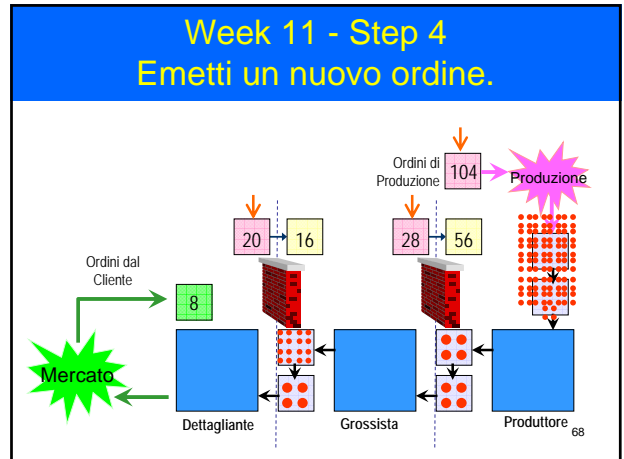 Week 11 - Step 4
Emetti un nuovo ordine.
Ordini di
Produzione
104
Produzione
20
16
28
56
Ordini dal
Cliente
8
Mercato
Dettagliante
Grossista
Produttore
68